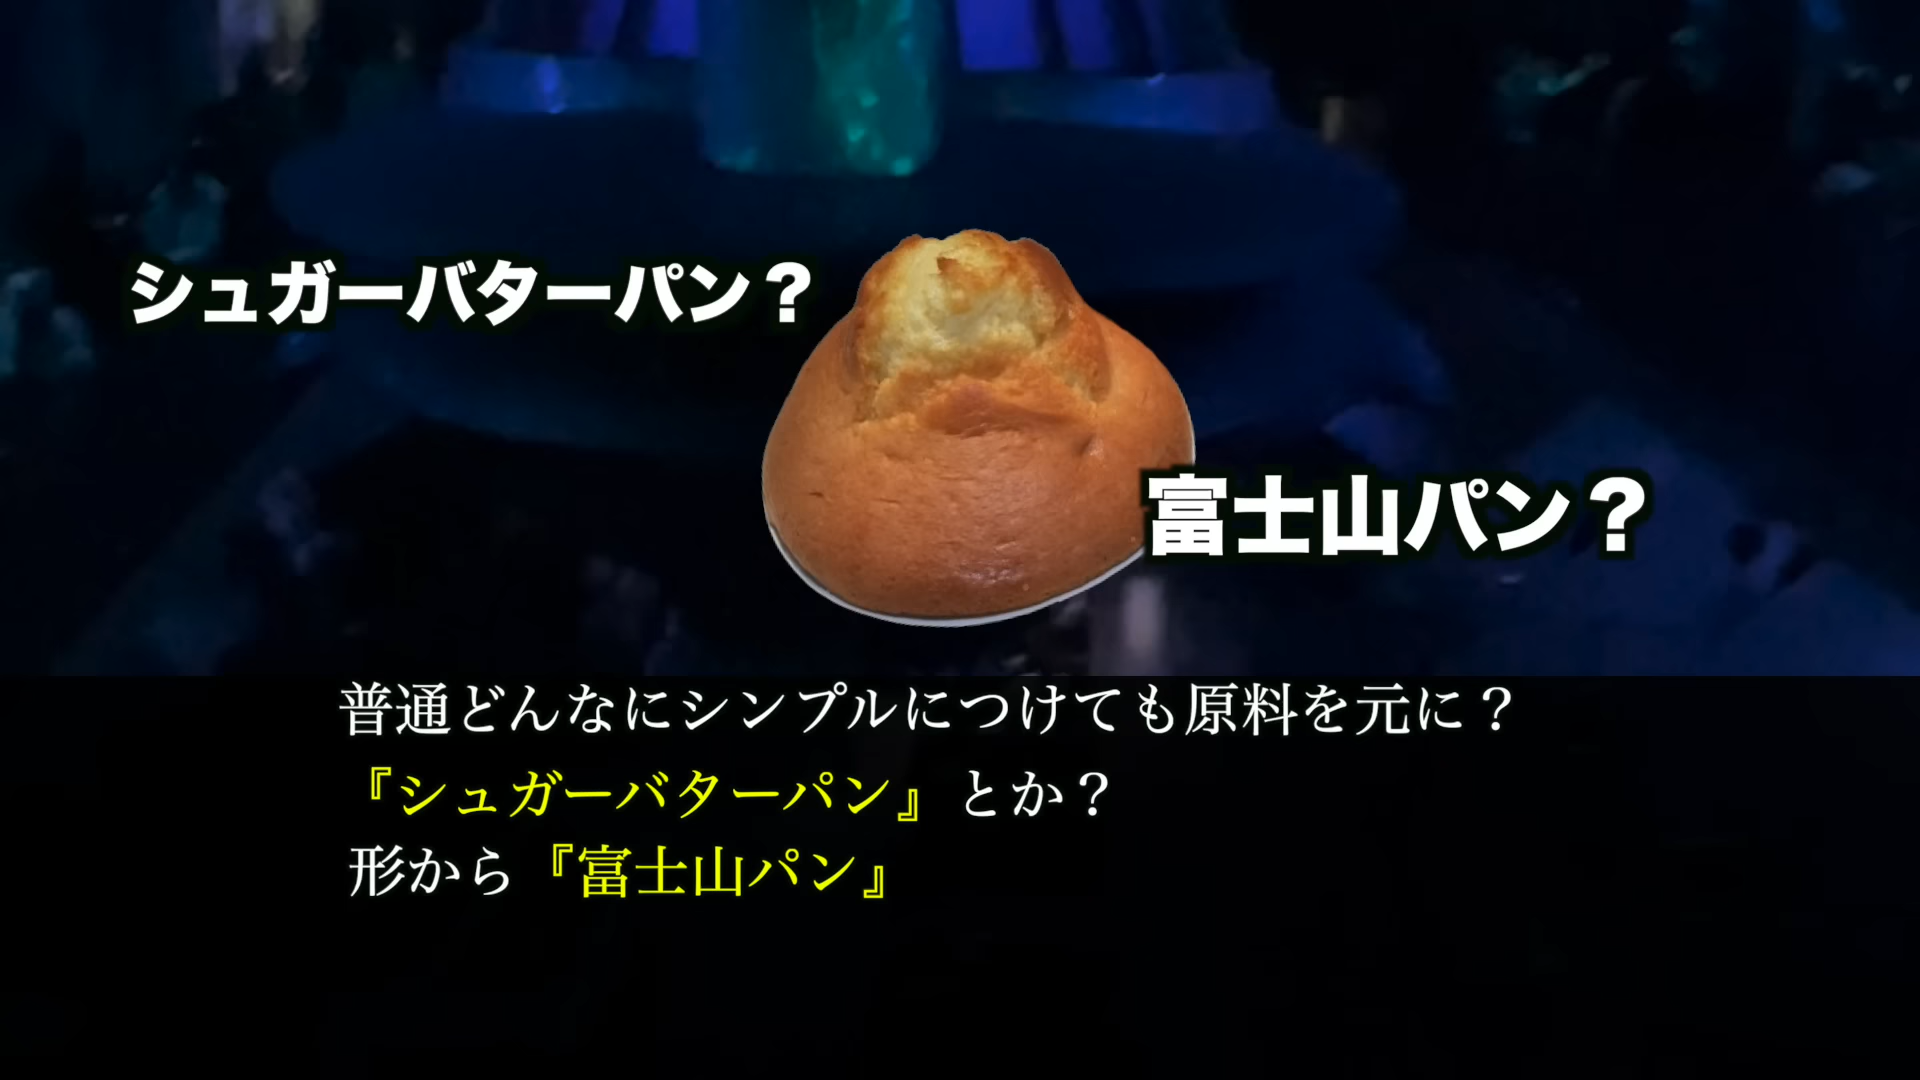 シュガーバターパン？
富士山パン？
普通どんなにシンプルにつけても原料を元に？
『シュガーバターパン』とか？
形から『富士山パン』